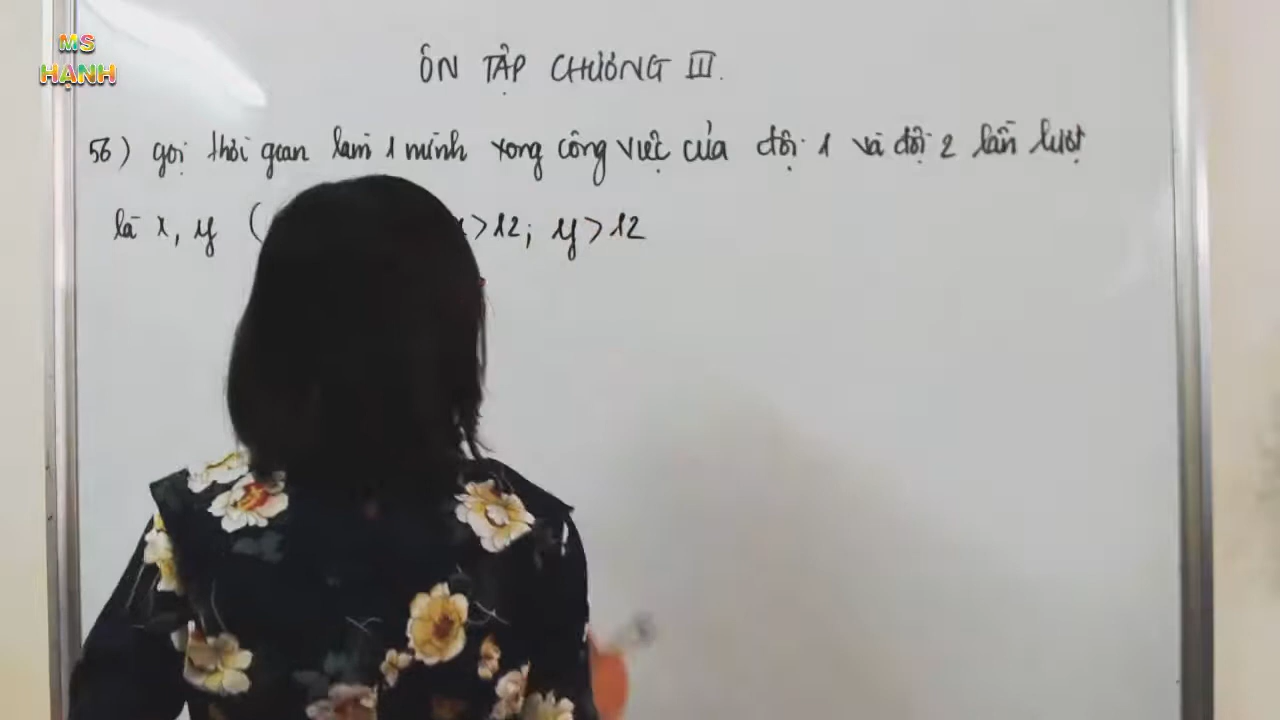 MS
HẠNH
ÔN TẬP CHƯƠNG III.
56) gọi thời gian làm 1 mình xong công việc của đội 1 và đội 2 lần lượt
là x, y ( >12; y>12